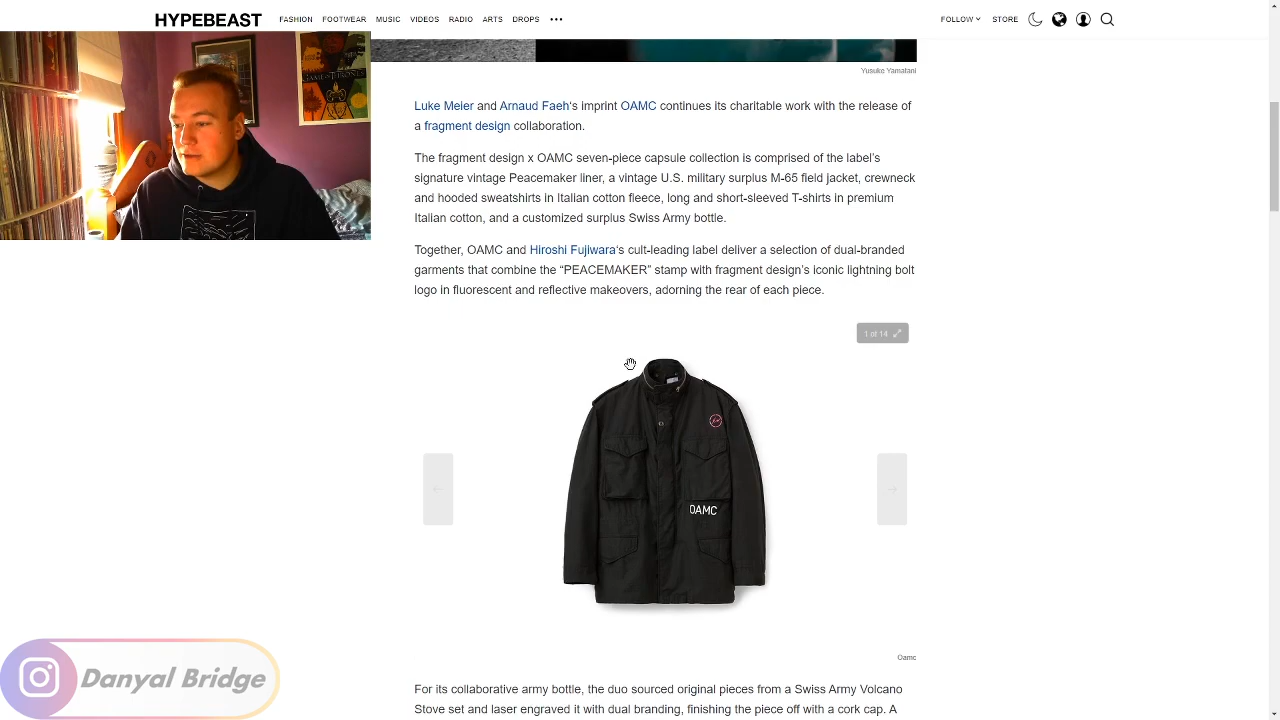 HYPEBEAST FASHION FOOTWEAR MUSIC VIDEOS RADIO ARTS DROPS ••• FOLLOW STORE
GAME OF THRONES
Yusuke Yamatani
Luke Meier and Arnaud Faeh's imprint OAMC continues its charitable work with the release of
a fragment design collaboration.
The fragment design x OAMC seven-piece capsule collection is comprised of the label's
signature vintage Peacemaker liner, a vintage U.S. military surplus M-65 field jacket, crewneck
and hooded sweatshirts in Italian cotton fleece, long and short-sleeved T-shirts in premium
Italian cotton, and a customized surplus Swiss Army bottle.
Together, OAMC and Hiroshi Fujiwara's cult-leading label deliver a selection of dual-branded
garments that combine the “PEACEMAKER” stamp with fragment design's iconic lightning bolt
logo in fluorescent and reflective makeovers, adorning the rear of each piece.
1 of 14
OAMC
Oamc
For its collaborative army bottle, the duo sourced original pieces from a Swiss Army Volcano
Stove set and laser engraved it with dual branding, finishing the piece off with a cork cap. A
Danyal Bridge